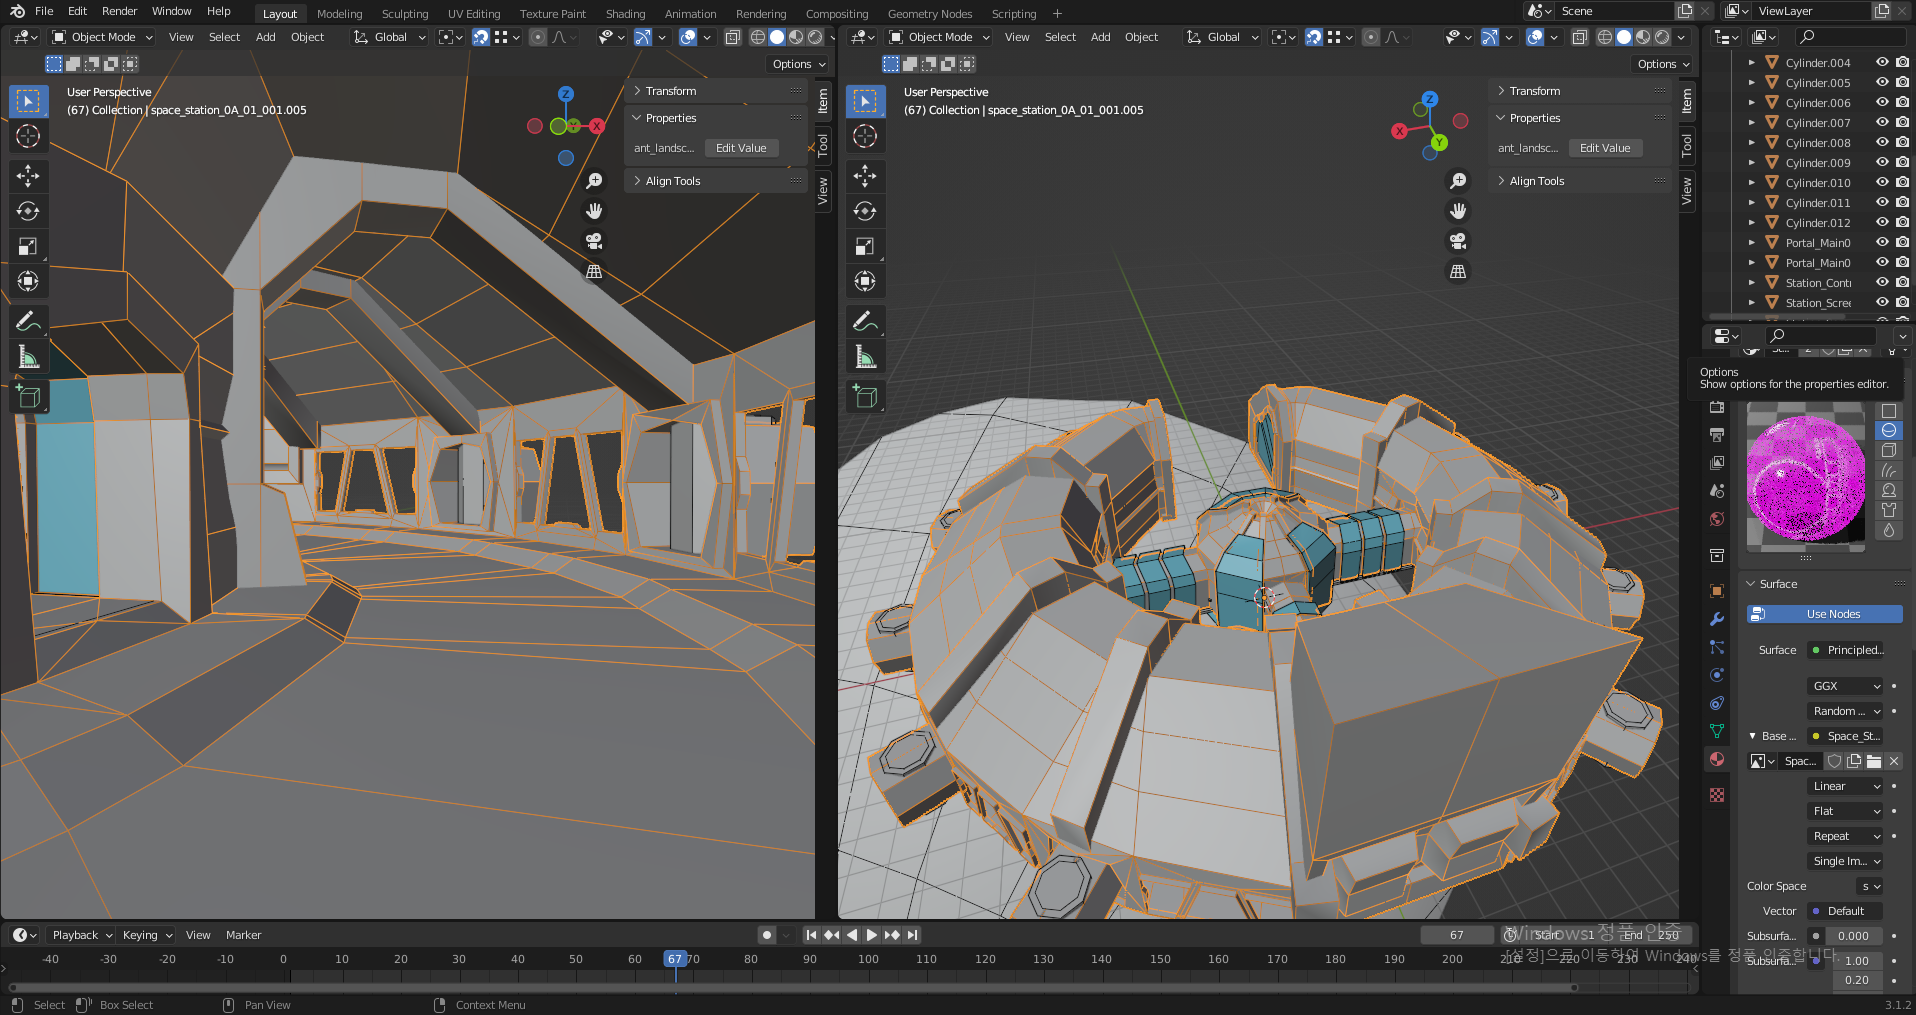 File Edit Render Window Help Layout Modeling Sculpting UV Editing Texture Paint Shading Animation Rendering Compositing Geometry Nodes Scripting + Scene ViewLayer
Object Mode View Select Add Object Global Object Mode View Select Add Object Global
Options Options
User Perspective
(67) Collection | space_station_0A_01_001.005
Transform
Properties
ant_landsc... Edit Value
Align Tools
Item
Tool
View
X
Y
Z
User Perspective
(67) Collection | space_station_0A_01_001.005
Transform
Properties
ant_landsc... Edit Value
Align Tools
Item
Tool
View
X
Y
Z
Cylinder.004
Cylinder.005
Cylinder.006
Cylinder.007
Cylinder.008
Cylinder.009
Cylinder.010
Cylinder.011
Cylinder.012
Portal_Main0
Portal_Main0
Station_Contr
Station_Scree
Options
Show options for the properties editor.
Surface
Use Nodes
Surface Principled...
GGX
Random ...
Base ... Space_St...
Spac...
Linear
Flat
Repeat
Single Im...
Color Space s
Vector Default
Subsurfa... 0.000
Subsurfa... 1.00
0.20
Playback Keying View Marker 67 Start 1 End 250
Windows 정품 인증
[설정]으로 이동하여 Windows를 정품 인증합니다.
-40 -30 -20 -10 0 10 20 30 40 50 60 67 70 80 90 100 110 120 130 140 150 160 170 180 190 200 210 220 230 240
Select Box Select Pan View Context Menu 3.1.2